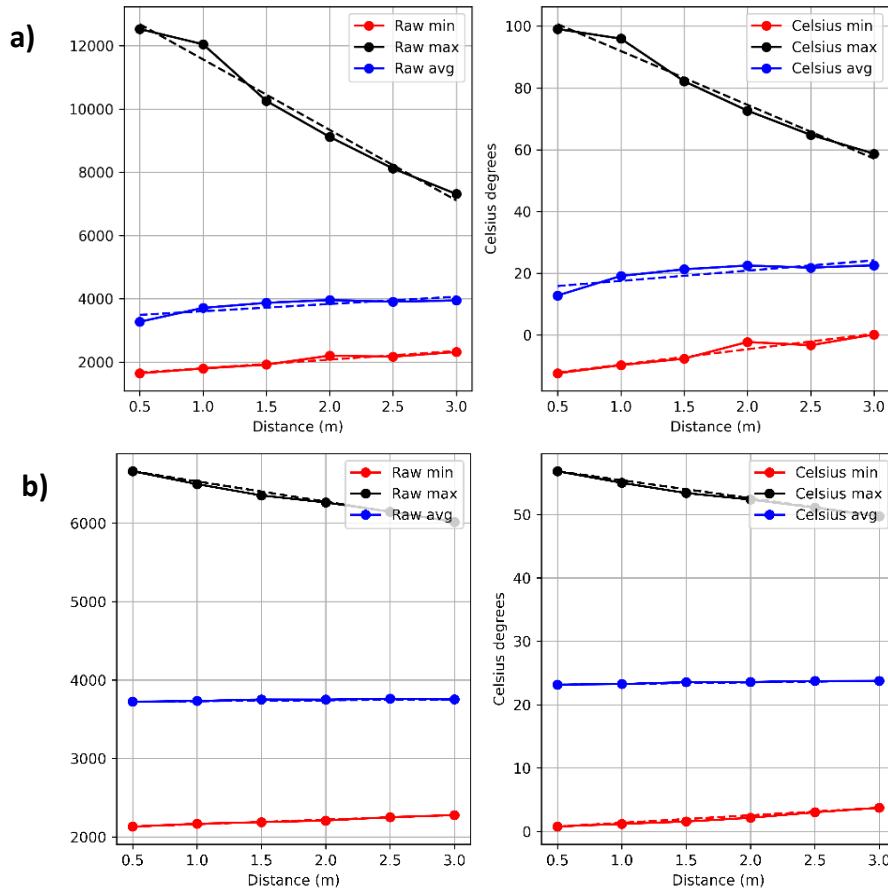 a)
12000
10000
8000
6000
4000
2000
Raw min
Raw max
Raw avg
0.5 1.0 1.5 2.0 2.5 3.0
Distance (m)
Celsius degrees
100
80
60
40
20
0
Celsius min
Celsius max
Celsius avg
0.5 1.0 1.5 2.0 2.5 3.0
Distance (m)
b)
6000
5000
4000
3000
2000
Raw min
Raw max
Raw avg
0.5 1.0 1.5 2.0 2.5 3.0
Distance (m)
Celsius degrees
50
40
30
20
10
0
Celsius min
Celsius max
Celsius avg
0.5 1.0 1.5 2.0 2.5 3.0
Distance (m)